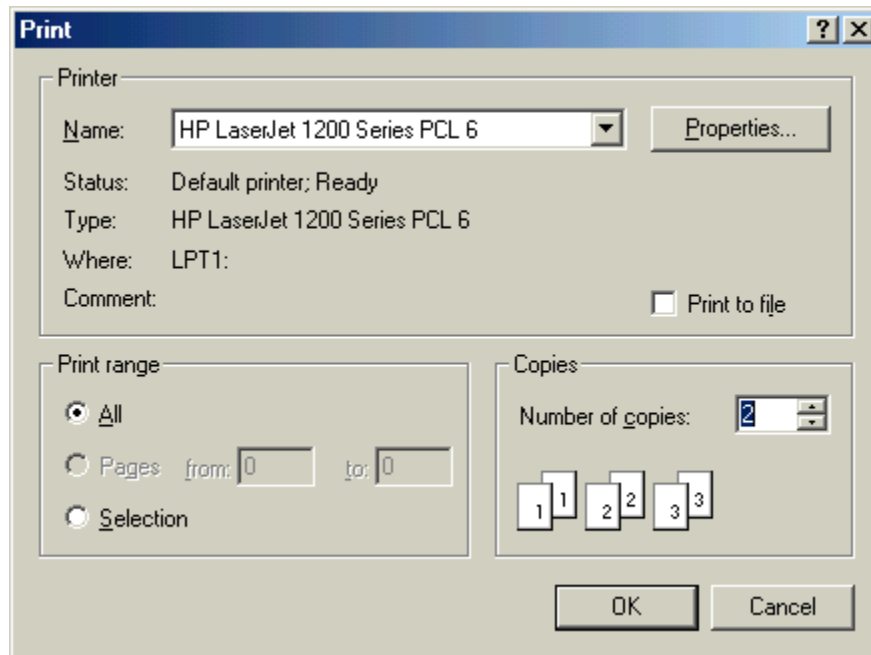 Print
Printer
Name: HP LaserJet 1200 Series PCL 6 Properties...
Status: Default printer; Ready
Type: HP LaserJet 1200 Series PCL 6
Where: LPT1:
Comment: Print to file
Print range
All
Pages from: 0 to: 0
Selection
Copies
Number of copies: 2
1 1 2 2 3 3
OK Cancel